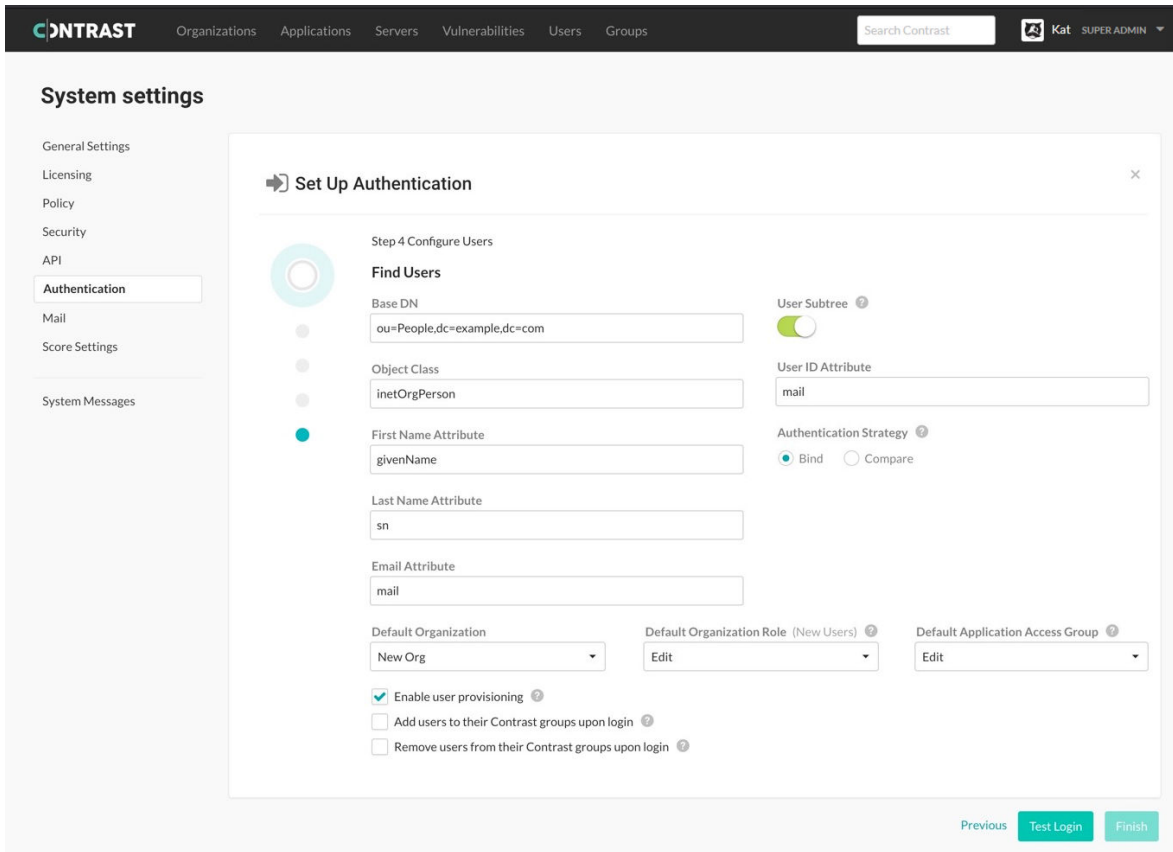 CONTRAST Organizations Applications Servers Vulnerabilities Users Groups Search Contrast Kat SUPER ADMIN
System settings
General Settings
Licensing
Policy
Security
API
Authentication
Mail
Score Settings
System Messages
Set Up Authentication
Step 4 Configure Users
Find Users
Base DN
ou=People,dc=example,dc=com
User Subtree
Object Class
inetOrgPerson
User ID Attribute
mail
First Name Attribute
givenName
Authentication Strategy
Bind Compare
Last Name Attribute
sn
Email Attribute
mail
Default Organization Default Organization Role (New Users) Default Application Access Group
New Org Edit Edit
Enable user provisioning
Add users to their Contrast groups upon login
Remove users from their Contrast groups upon login
Previous Test Login Finish